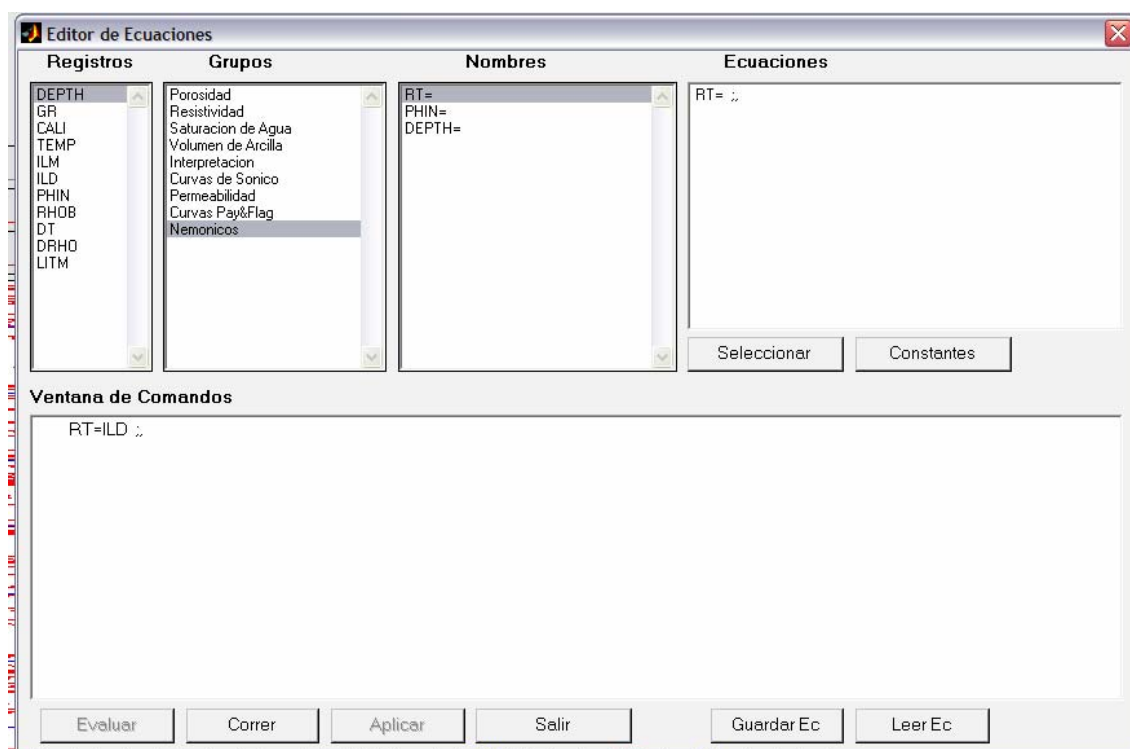 Editor de Ecuaciones
Registros Grupos Nombres Ecuaciones
DEPTH
GR
CALI
TEMP
ILM
ILD
PHIN
RHOB
DT
DRHO
LITM
Porosidad
Resistividad
Saturacion de Agua
Volumen de Arcilla
Interpretacion
Curvas de Sonico
Permeabilidad
Curvas Pay&Flag
Nemonicos
RT=
PHIN=
DEPTH=
RT= ;,
Seleccionar Constantes
Ventana de Comandos
RT=ILD ;,
Evaluar Correr Aplicar Salir Guardar Ec Leer Ec